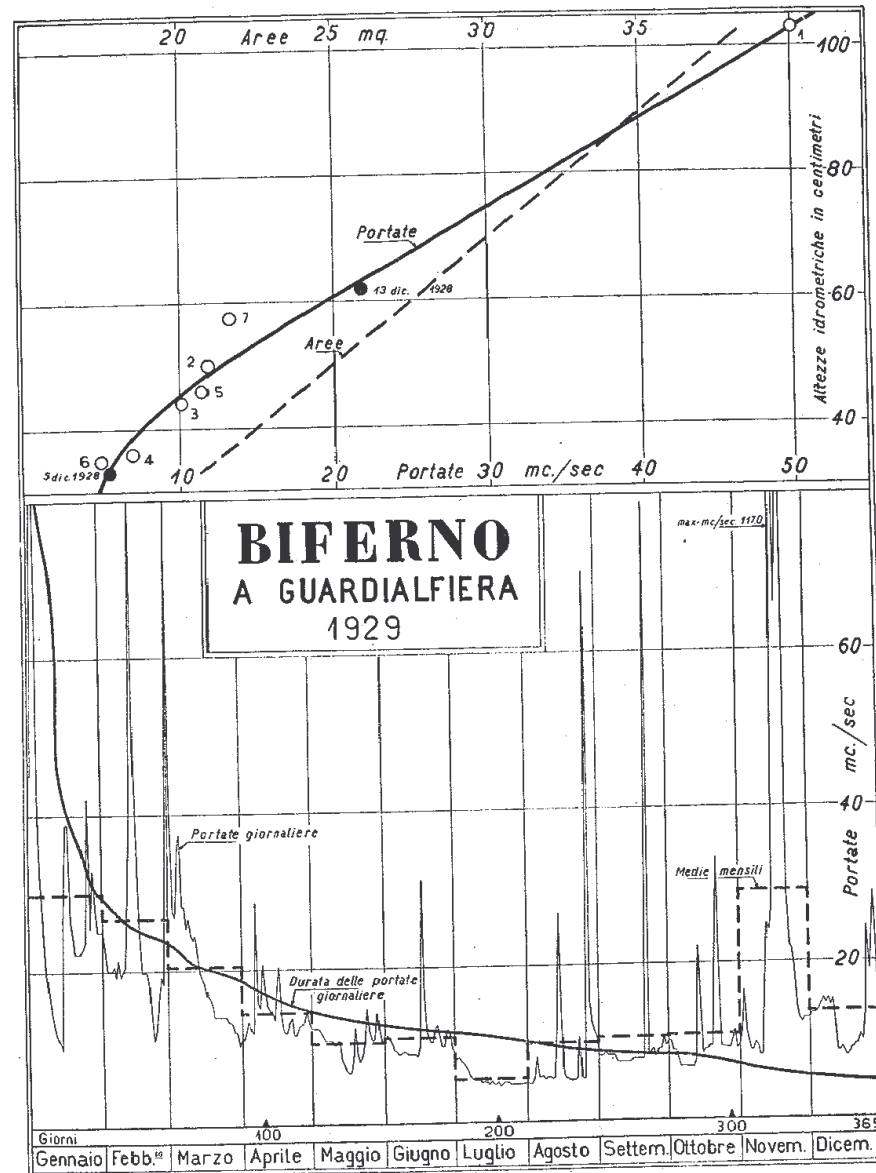 20 Aree 25 mq. 30 35
1
100
80
60
40
Altezze idrometriche in centimetri
Portate
13 dic. 1928
7
Aree
2
5
3
6
4
5 dic. 1928
10 20 Portate 30 mc./sec 40 50
max. mc/sec. 117.0
BIFERNO
A GUARDIALFIERA
1929
60
40
20
Portate mc./sec
Portate giornaliere
Medie mensili
Durata delle portate
giornaliere
Giorni 100 200 300 365
Gennaio Febb.io Marzo Aprile Maggio Giugno Luglio Agosto Settem. Ottobre Novem. Dicem.